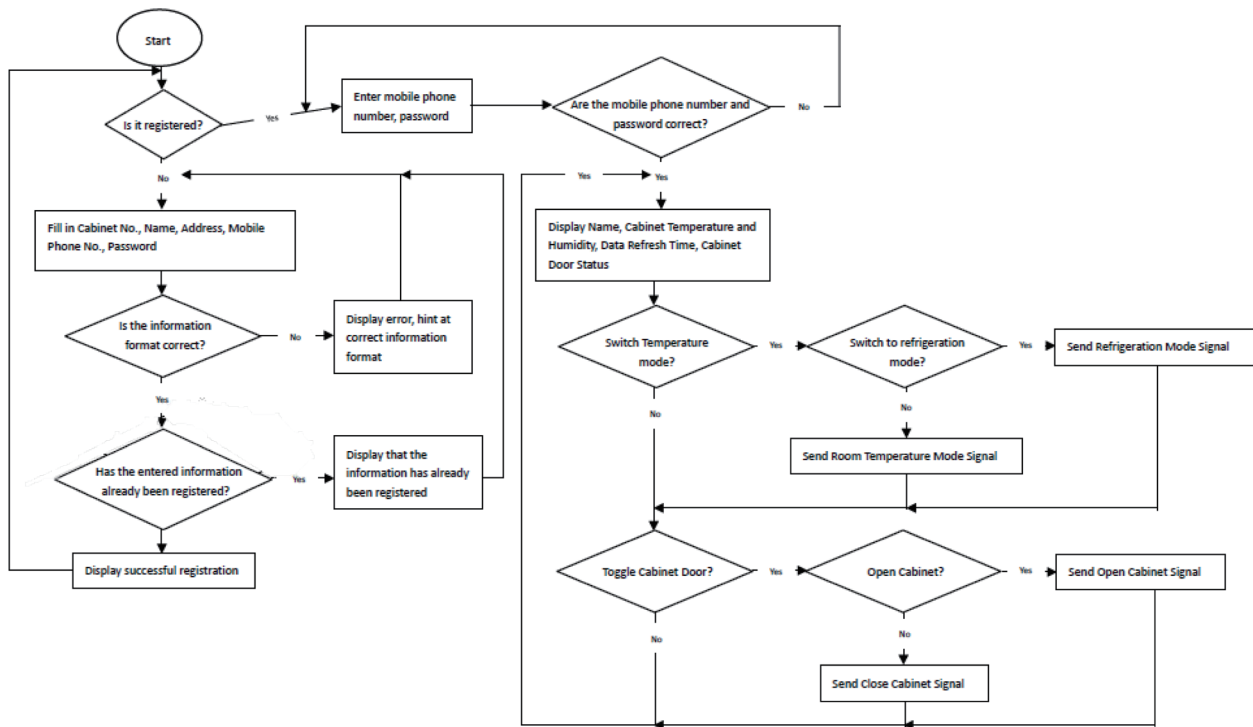 Start
Is it registered?
Yes
Enter mobile phone
number, password
Are the mobile phone number and
password correct?
No
No
Yes
Yes
Fill in Cabinet No., Name, Address, Mobile
Phone No., Password
Display Name, Cabinet Temperature and
Humidity, Data Refresh Time, Cabinet
Door Status
Is the information
format correct?
No
Display error, hint at
correct information
format
Switch Temperature
mode?
Yes
Switch to refrigeration
mode?
Yes
Send Refrigeration Mode Signal
Yes
No
No
Has the entered information
already been registered?
Yes
Display that the
information has already
been registered
Send Room Temperature Mode Signal
Display successful registration
Toggle Cabinet Door?
Yes
Open Cabinet?
Yes
Send Open Cabinet Signal
No
No
Send Close Cabinet Signal